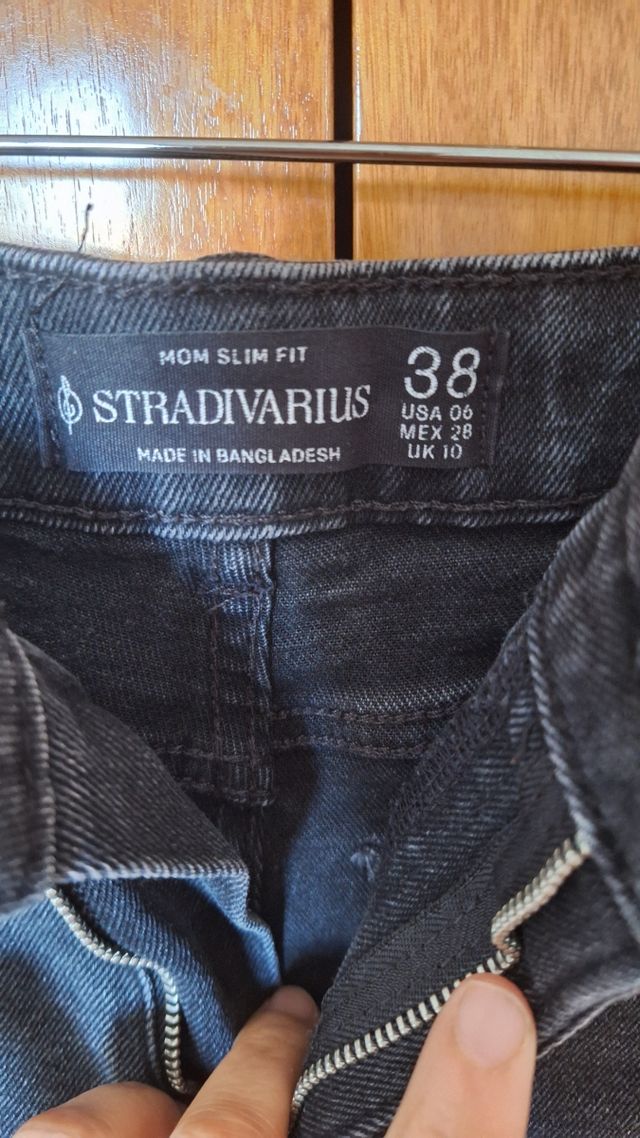 MOM SLIM FIT
STRADIVARIUS
MADE IN BANGLADESH
38
USA 06
MEX 28
UK 10